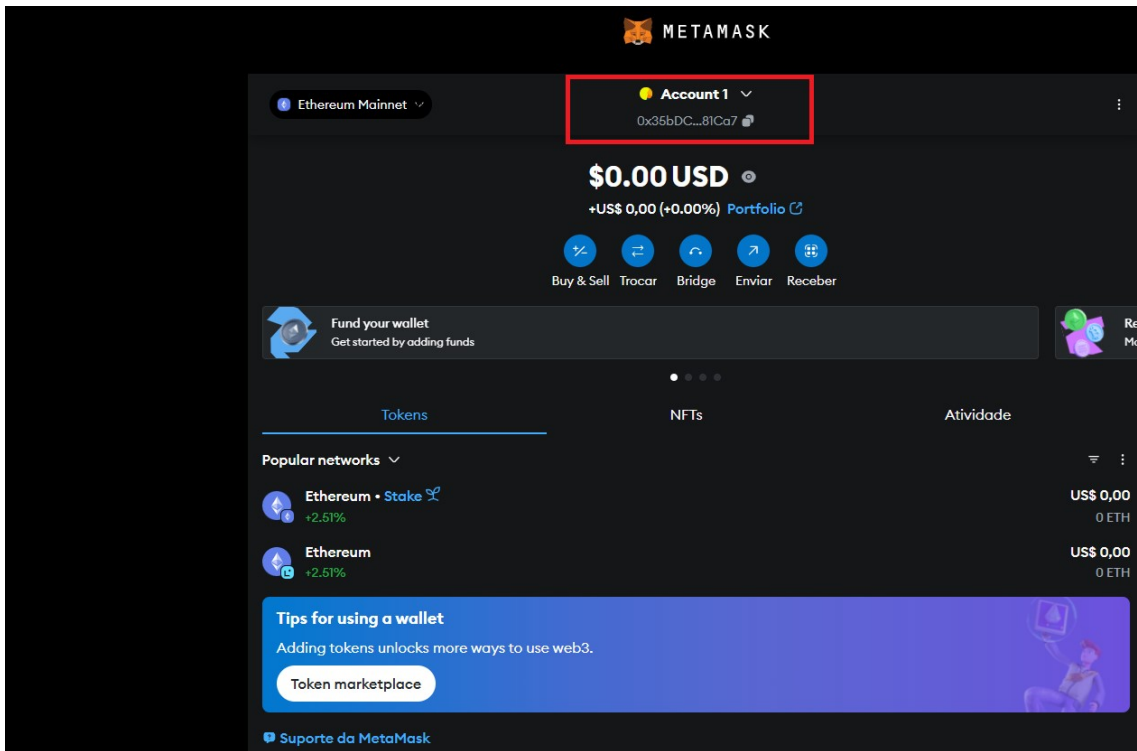 METAMASK
Ethereum Mainnet
Account 1
0x35bDC...81Ca7
$0.00 USD
+US$ 0,00 (+0.00%) Portfolio
Buy & Sell Trocar Bridge Enviar Receber
Fund your wallet
Get started by adding funds
Re
Mo
Tokens NFTs Atividade
Popular networks
Ethereum • Stake US$ 0,00
+2.51% 0 ETH
Ethereum US$ 0,00
+2.51% 0 ETH
Tips for using a wallet
Adding tokens unlocks more ways to use web3.
Token marketplace
Suporte da MetaMask